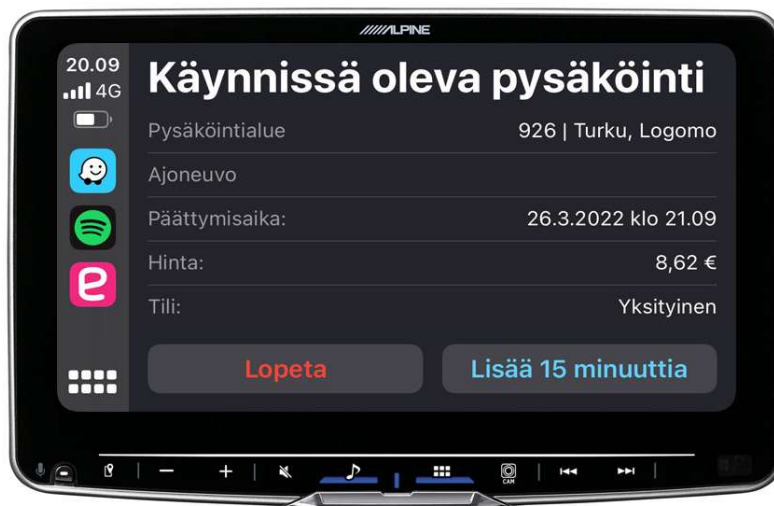 ALPINE
20.09
4G
Käynnissä oleva pysäköinti
Pysäköintialue 926 | Turku, Logomo
Ajoneuvo
Päättymisaika: 26.3.2022 klo 21.09
Hinta: 8,62 €
Tili: Yksityinen
Lopeta Lisää 15 minuuttia
CAM